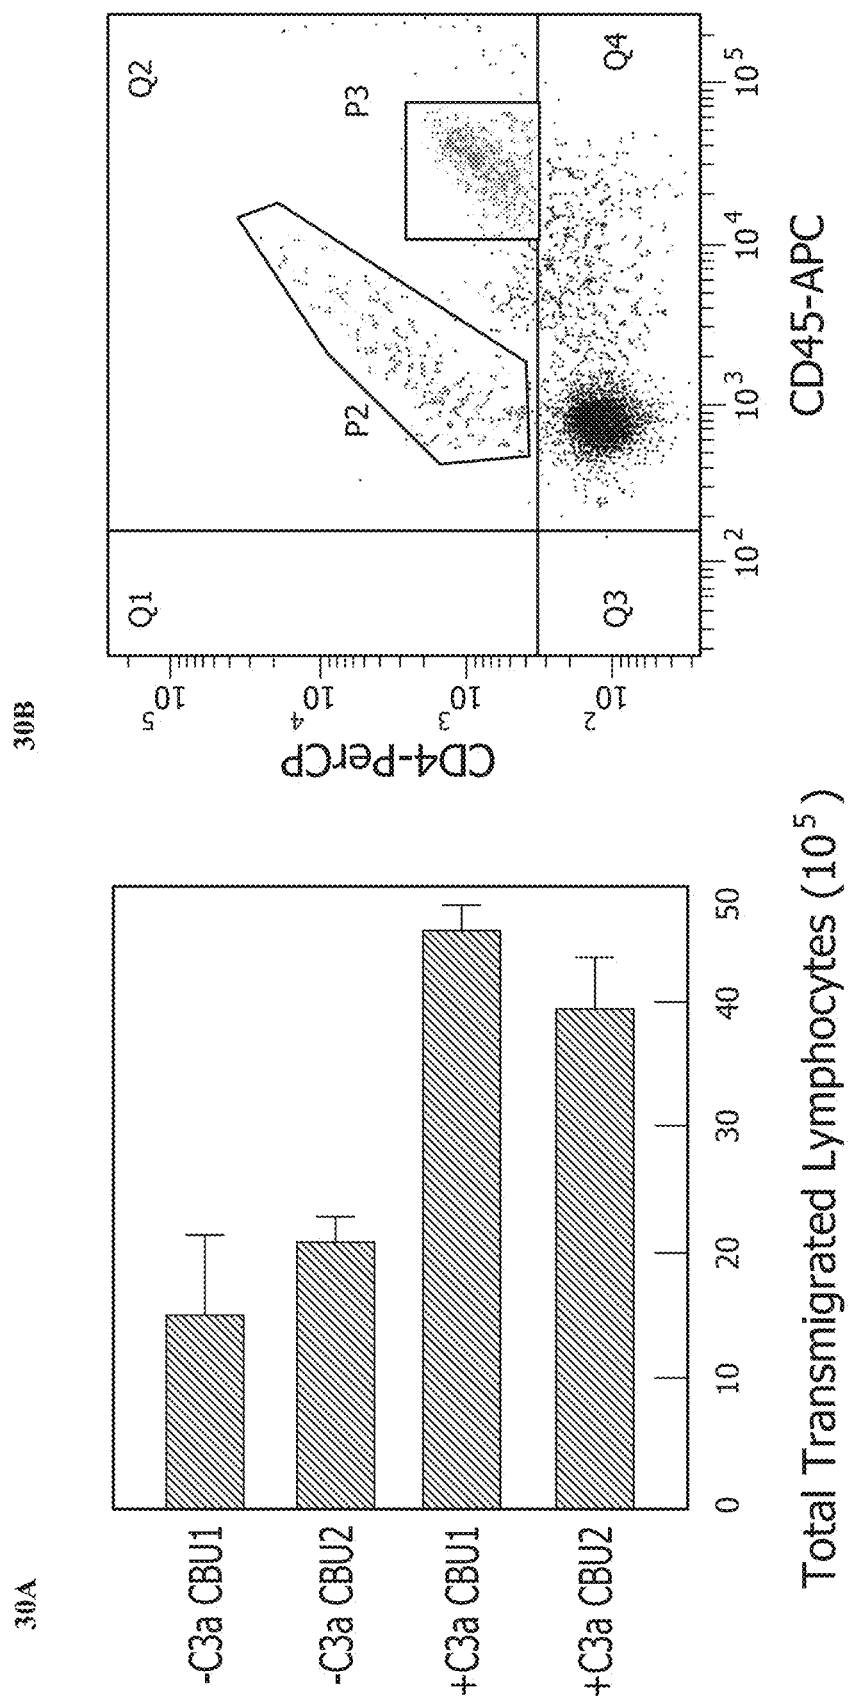 30A
-C3a CBU1
-C3a CBU2
+C3a CBU1
+C3a CBU2
0 10 20 30 40 50
Total Transmigrated Lymphocytes (10⁵)
30B
Q1
Q2
P2
P3
Q3
Q4
10⁵
10⁴
10³
10²
CD4-PerCP
10² 10³ 10⁴ 10⁵
CD45-APC